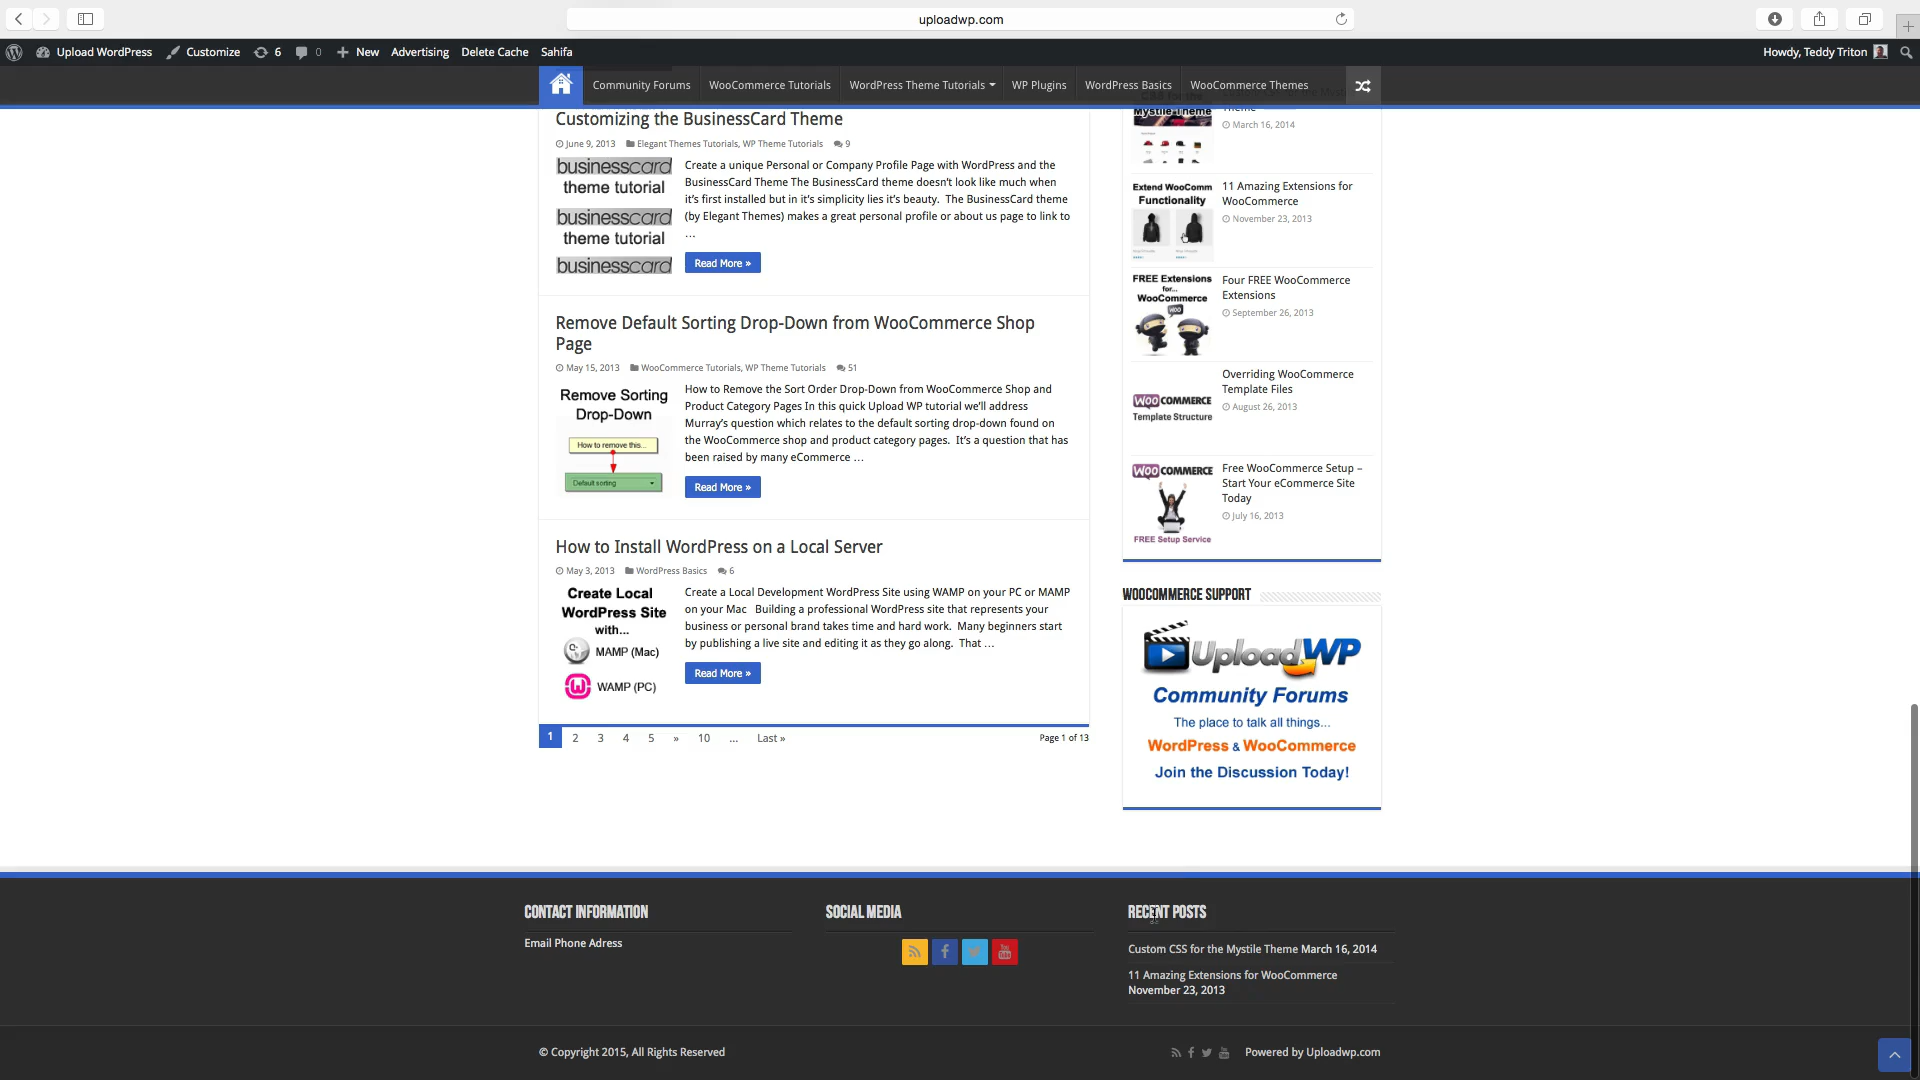 uploadwp.com
Upload WordPress Customize 6 0 New Advertising Delete Cache Sahifa Howdy, Teddy Triton
Community Forums WooCommerce Tutorials WordPress Theme Tutorials WP Plugins WordPress Basics WooCommerce Themes
Customizing the BusinessCard Theme
June 9, 2013 Elegant Themes Tutorials, WP Theme Tutorials 9
businesscard
theme tutorial
businesscard
theme tutorial
businesscard
Create a unique Personal or Company Profile Page with WordPress and the
BusinessCard Theme The BusinessCard theme doesn't look like much when
it's first installed but in it's simplicity lies it's beauty. The BusinessCard theme
(by Elegant Themes) makes a great personal profile or about us page to link to
…
Read More »
Remove Default Sorting Drop-Down from WooCommerce Shop
Page
May 15, 2013 WooCommerce Tutorials, WP Theme Tutorials 51
Remove Sorting
Drop-Down
How to remove this...
Default sorting
How to Remove the Sort Order Drop-Down from WooCommerce Shop and
Product Category Pages In this quick Upload WP tutorial we'll address
Murray's question which relates to the default sorting drop-down found on
the WooCommerce shop and product category pages. It's a question that has
been raised by many eCommerce …
Read More »
How to Install WordPress on a Local Server
May 3, 2013 WordPress Basics 6
Create Local
WordPress Site
with...
MAMP (Mac)
WAMP (PC)
Create a Local Development WordPress Site using WAMP on your PC or MAMP
on your Mac Building a professional WordPress site that represents your
business or personal brand takes time and hard work. Many beginners start
by publishing a live site and editing it as they go along. That …
Read More »
1 2 3 4 5 » 10 ... Last » Page 1 of 13
Mystile Theme
Theme
March 16, 2014
Extend WooComm
Functionality
11 Amazing Extensions for
WooCommerce
November 23, 2013
FREE Extensions
for...
WooCommerce
WOO
Four FREE WooCommerce
Extensions
September 26, 2013
WOO COMMERCE
Template Structure
Overriding WooCommerce
Template Files
August 26, 2013
WOO COMMERCE
FREE Setup Service
Free WooCommerce Setup –
Start Your eCommerce Site
Today
July 16, 2013
WOOCOMMERCE SUPPORT
UploadWP
Community Forums
The place to talk all things...
WordPress & WooCommerce
Join the Discussion Today!
CONTACT INFORMATION
Email Phone Adress
SOCIAL MEDIA
You Tube
RECENT POSTS
Custom CSS for the Mystile Theme March 16, 2014
11 Amazing Extensions for WooCommerce
November 23, 2013
© Copyright 2015, All Rights Reserved
Powered by Uploadwp.com